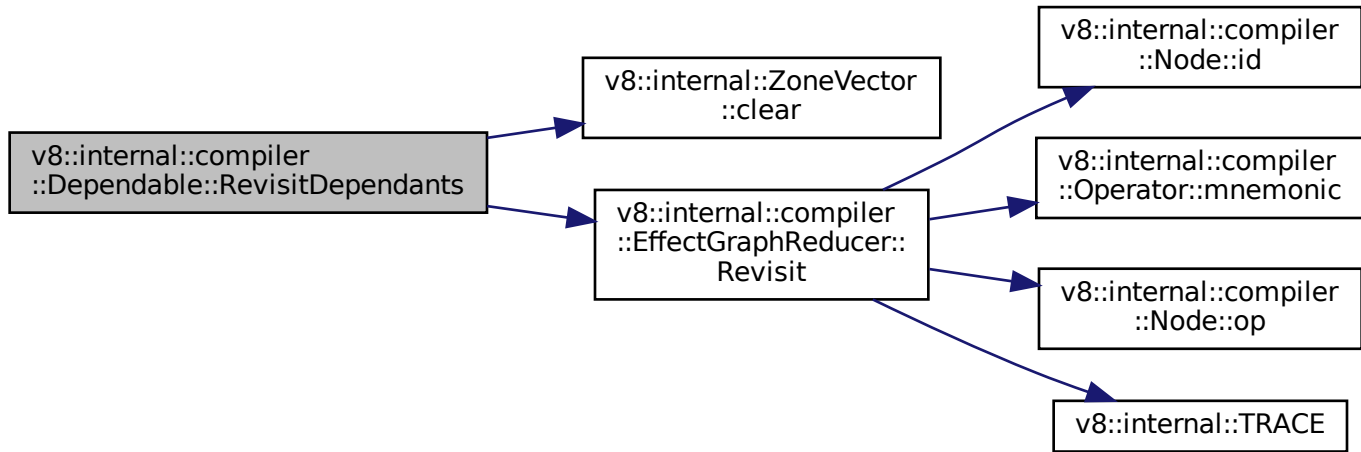 v8::internal::compiler
::Dependable::RevisitDependants
v8::internal::ZoneVector
::clear
v8::internal::compiler
::EffectGraphReducer::
Revisit
v8::internal::compiler
::Node::id
v8::internal::compiler
::Operator::mnemonic
v8::internal::compiler
::Node::op
v8::internal::TRACE